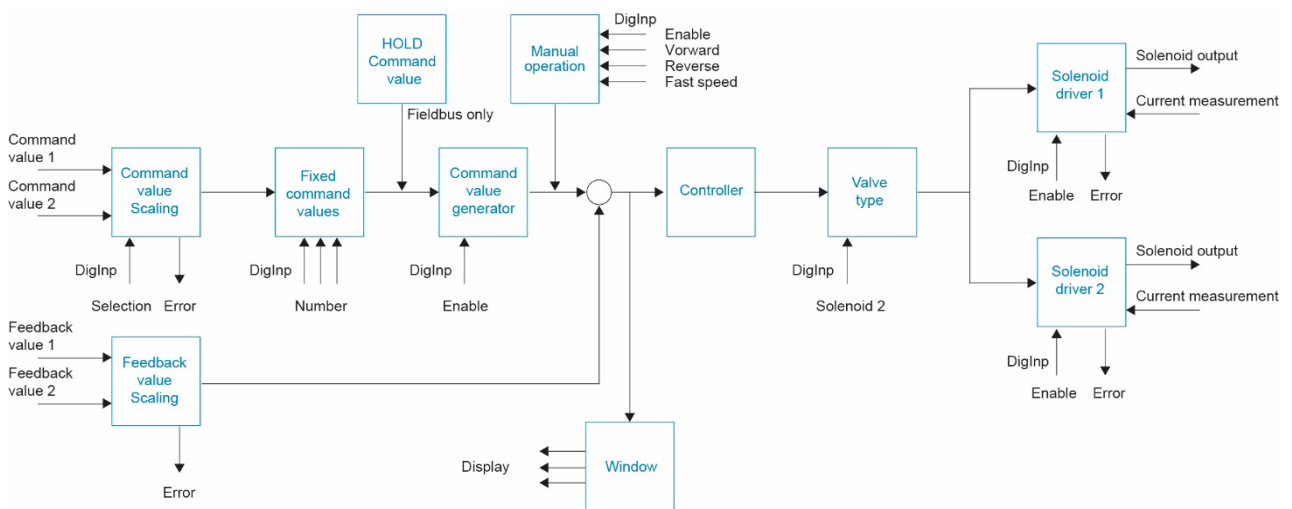 HOLD
Command
value
Fieldbus only
Manual
operation
DigInp
Enable
Vorward
Reverse
Fast speed
Command
value 1
Command
value 2
Command
value
Scaling
DigInp
Selection
Error
Fixed
command
values
DigInp
Number
Command
value
generator
DigInp
Enable
Controller
Valve
type
DigInp
Solenoid 2
Solenoid
driver 1
Solenoid output
Current measurement
DigInp
Enable
Error
Solenoid
driver 2
Solenoid output
Current measurement
DigInp
Enable
Error
Feedback
value 1
Feedback
value 2
Feedback
value
Scaling
Error
Display
Window